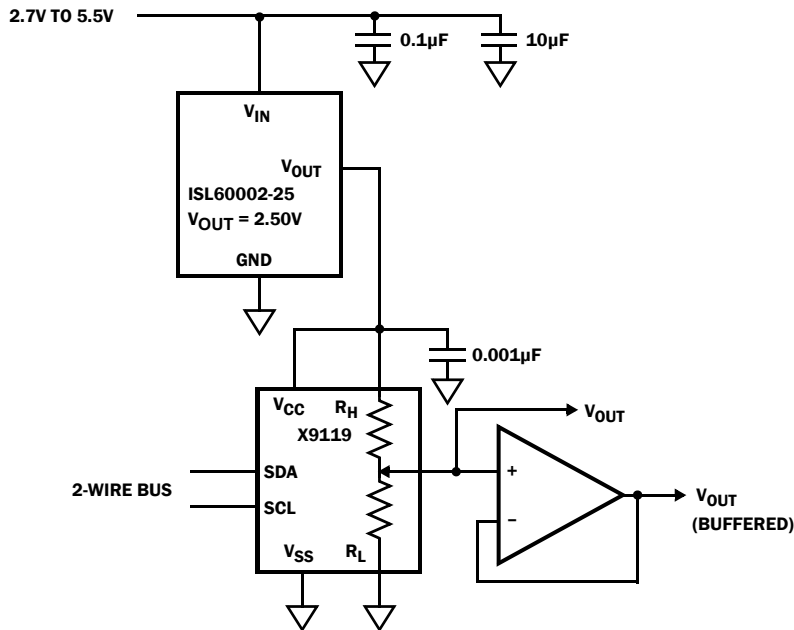 2.7V TO 5.5V
0.1µF
10µF
VIN
VOUT
ISL60002-25
VOUT = 2.50V
GND
0.001µF
VCC
RH
X9119
VOUT
SDA
+
2-WIRE BUS
VOUT
SCL
−
(BUFFERED)
VSS
RL